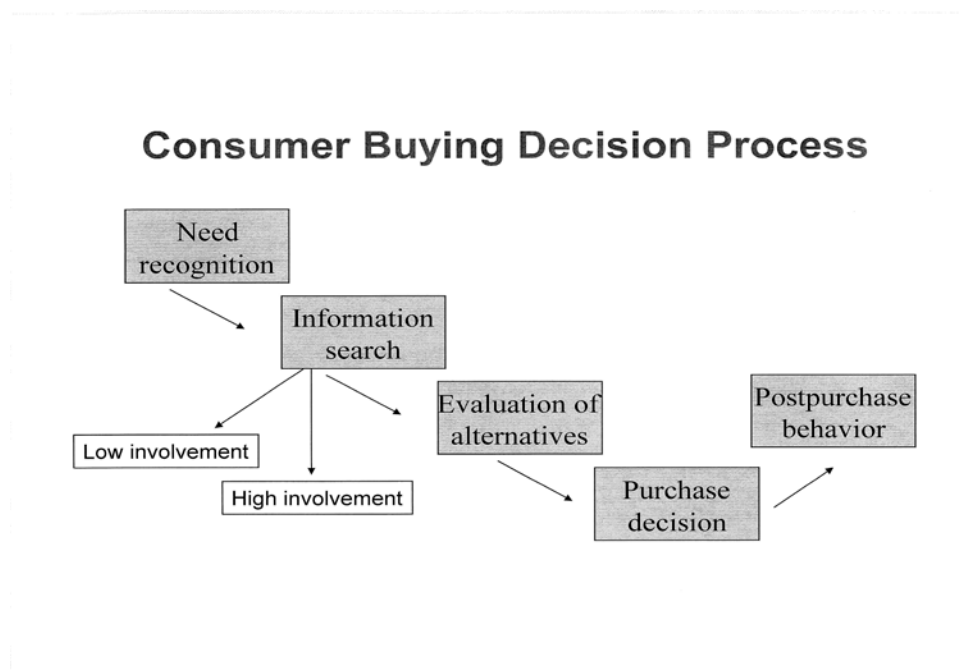 Consumer Buying Decision Process
Need
recognition
Information
search
Low involvement
High involvement
Evaluation of
alternatives
Purchase
decision
Postpurchase
behavior